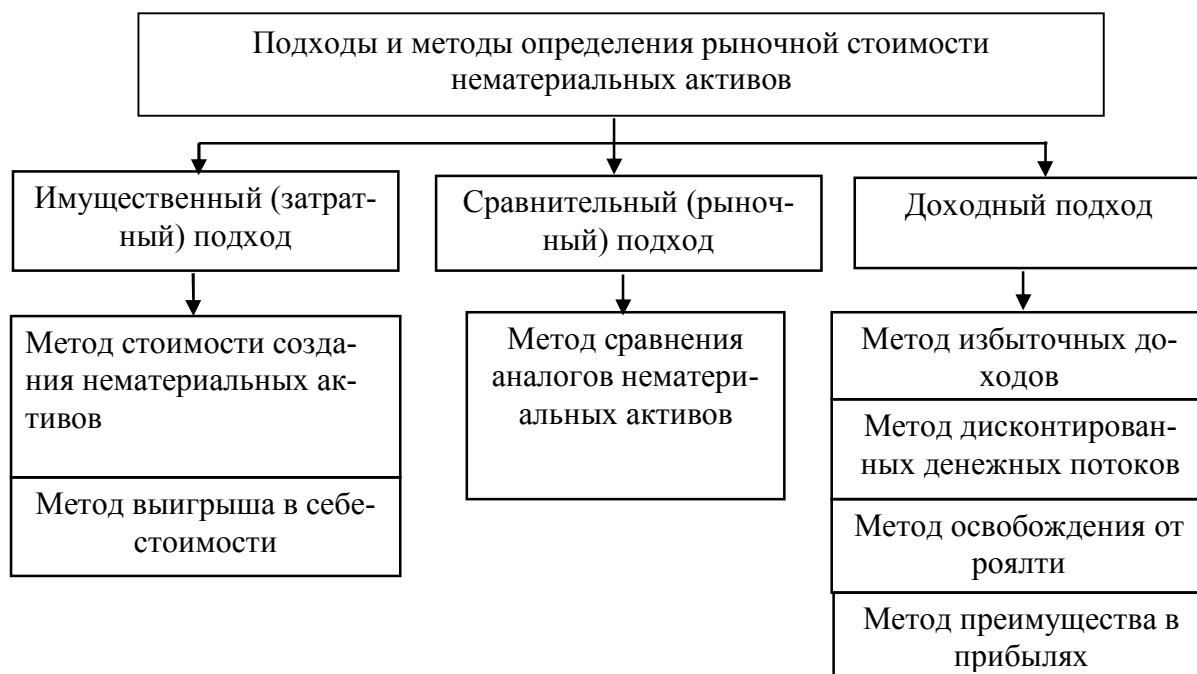 Подходы и методы определения рыночной стоимости
нематериальных активов
Имущественный (затрат-
ный) подход
Сравнительный (рыноч-
ный) подход
Доходный подход
Метод стоимости созда-
ния нематериальных ак-
тивов
Метод выигрыша в себе-
стоимости
Метод сравнения
аналогов нематери-
альных активов
Метод избыточных до-
ходов
Метод дисконтирован-
ных денежных потоков
Метод освобождения от
роялти
Метод преимущества в
прибылях